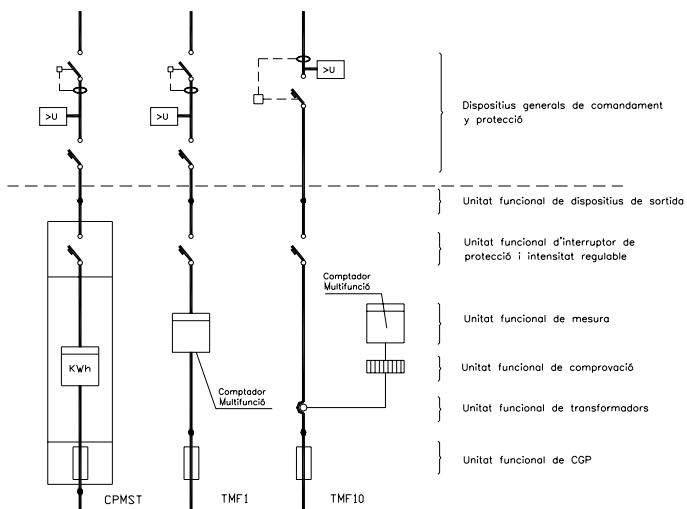 >U
>U
>U
Dispositius generals de comandament
y protecció
Unitat funcional de dispositius de sortida
Unitat funcional d'interruptor de
protecció i intensitat regulable
Comptador
Multifunció
Unitat funcional de mesura
KWh
Unitat funcional de comprovació
Comptador
Multifunció
Unitat funcional de transformadors
Unitat funcional de CGP
CPMST
TMF1
TMF10